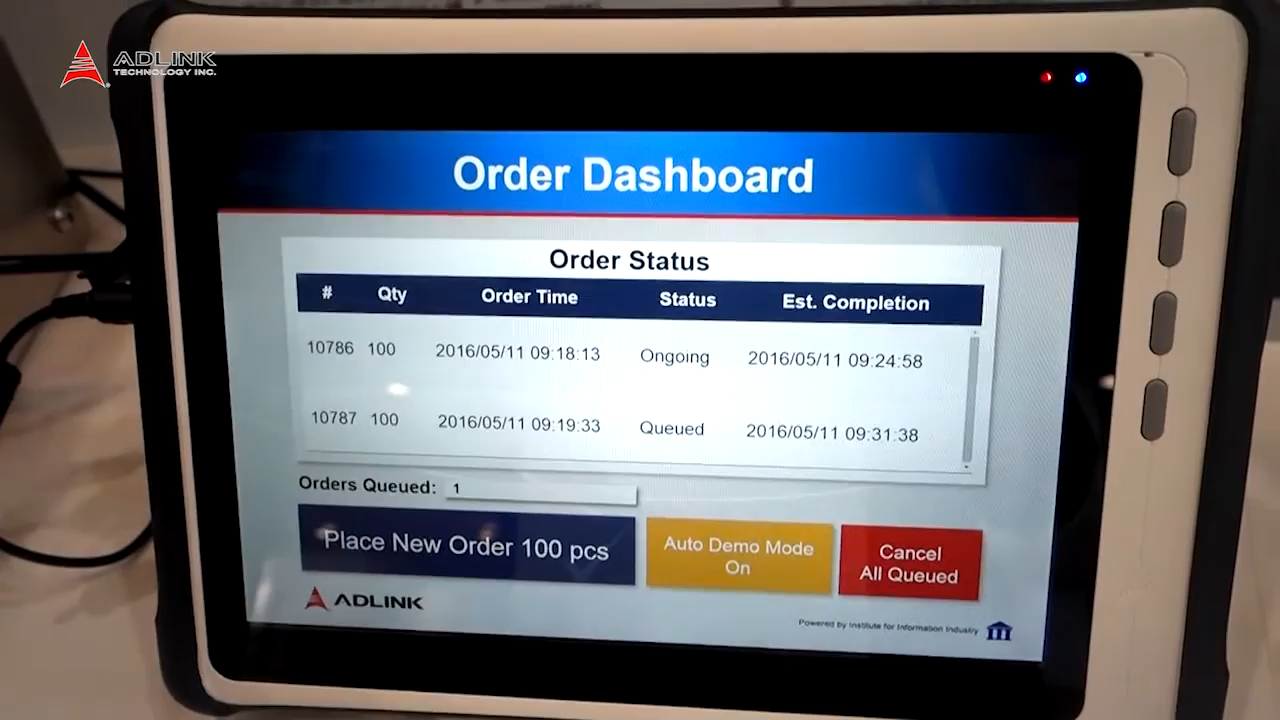 ADLINK
TECHNOLOGY INC.
Order Dashboard
Order Status
# Qty Order Time Status Est. Completion
10786 100 2016/05/11 09:18:13 Ongoing 2016/05/11 09:24:58
10787 100 2016/05/11 09:19:33 Queued 2016/05/11 09:31:38
Orders Queued: 1
Place New Order 100 pcs
Auto Demo Mode
On
Cancel
All Queued
ADLINK
Powered by Institute for Information Industry